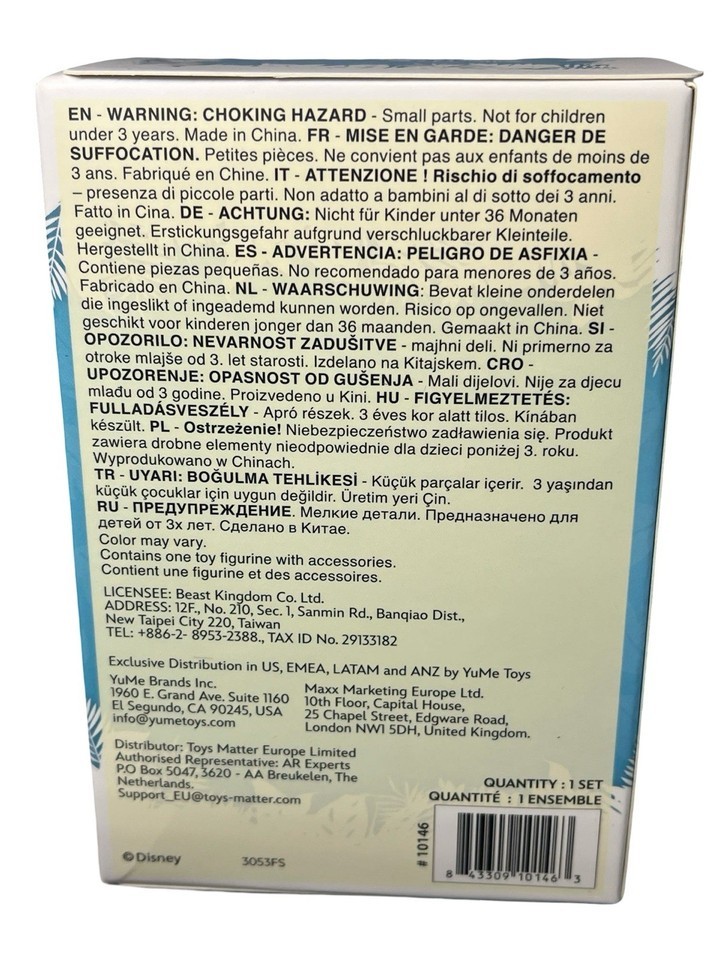 EN - WARNING: CHOKING HAZARD - Small parts. Not for children
under 3 years. Made in China. FR - MISE EN GARDE: DANGER DE
SUFFOCATION. Petites pièces. Ne convient pas aux enfants de moins de
3 ans. Fabriqué en Chine. IT - ATTENZIONE ! Rischio di soffocamento
– presenza di piccole parti. Non adatto a bambini al di sotto dei 3 anni.
Fatto in Cina. DE - ACHTUNG: Nicht für Kinder unter 36 Monaten
geeignet. Erstickungsgefahr aufgrund verschluckbarer Kleinteile.
Hergestellt in China. ES - ADVERTENCIA: PELIGRO DE ASFIXIA -
Contiene piezas pequeñas. No recomendado para menores de 3 años.
Fabricado en China. NL - WAARSCHUWING: Bevat kleine onderdelen
die ingeslikt of ingeademd kunnen worden. Risico op ongevallen. Niet
geschikt voor kinderen jonger dan 36 maanden. Gemaakt in China. SI -
OPOZORILO: NEVARNOST ZADUŠITVE - majhni deli. Ni primerno za
otroke mlajše od 3. let starosti. Izdelano na Kitajskem. CRO -
UPOZORENJE: OPASNOST OD GUŠENJA - Mali dijelovi. Nije za djecu
mlađu od 3 godine. Proizvedeno u Kini. HU - FIGYELMEZTETÉS:
FULLADÁSVESZÉLY - Apró részek. 3 éves kor alatt tilos. Kínában
készült. PL - Ostrzeżenie! Niebezpieczeństwo zadławienia się. Produkt
zawiera drobne elementy nieodpowiednie dla dzieci poniżej 3. roku.
Wyprodukowano w Chinach.
TR - UYARI: BOĞULMA TEHLİKESİ - Küçük parçalar içerir. 3 yaşından
küçük çocuklar için uygun değildir. Üretim yeri Çin.
RU - ПРЕДУПРЕЖДЕНИЕ. Мелкие детали. Предназначено для
детей от 3х лет. Сделано в Китае.
Color may vary.
Contains one toy figurine with accessories.
Contient une figurine et des accessoires.
LICENSEE: Beast Kingdom Co. Ltd.
ADDRESS: 12F., No. 210, Sec. 1, Sanmin Rd., Banqiao Dist.,
New Taipei City 220, Taiwan
TEL: +886-2- 8953-2388., TAX ID No. 29133182
Exclusive Distribution in US, EMEA, LATAM and ANZ by YuMe Toys
YuMe Brands Inc.
1960 E. Grand Ave. Suite 1160
El Segundo, CA 90245, USA
info@yumetoys.com
Maxx Marketing Europe Ltd.
10th Floor, Capital House,
25 Chapel Street, Edgware Road,
London NW1 5DH, United Kingdom.
Distributor: Toys Matter Europe Limited
Authorised Representative: AR Experts
P.O Box 5047, 3620 - AA Breukelen, The
Netherlands.
Support_EU@toys-matter.com
QUANTITY : 1 SET
QUANTITÉ : 1 ENSEMBLE
# 10146
8 43309 10146 3
©Disney
3053FS